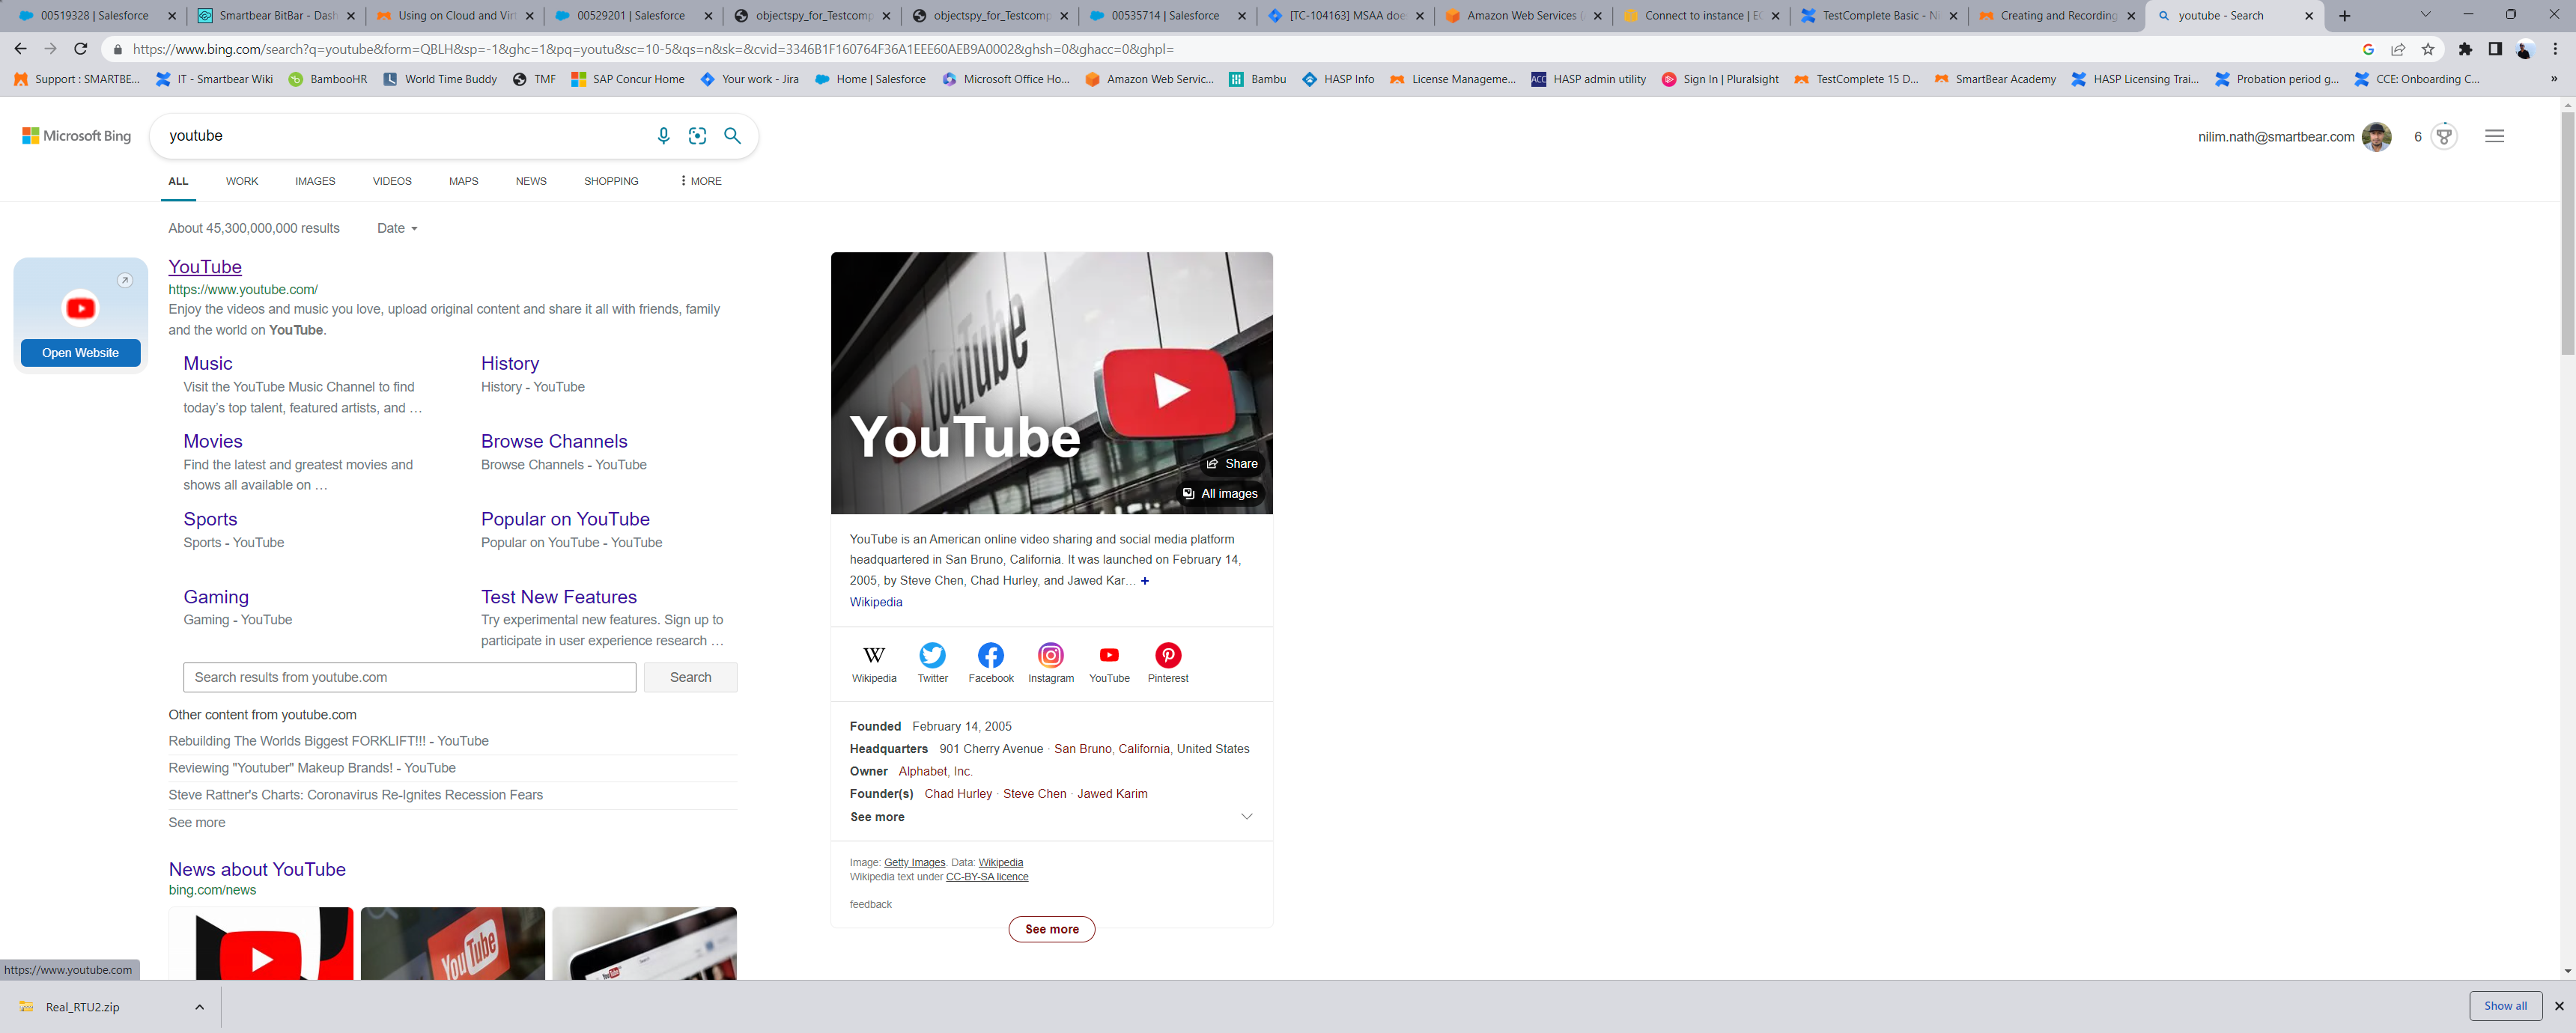 00519328 | Salesforce
Smartbear BitBar - Dash
Using on Cloud and Virt
00529201 | Salesforce
objectspy_for_Testcomp
objectspy_for_Testcomp
00535714 | Salesforce
[TC-104163] MSAA doe
Amazon Web Services (
Connect to instance | EC
TestComplete Basic - Ni
Creating and Recording
youtube - Search
https://www.bing.com/search?q=youtube&form=QBLH&sp=-1&ghc=1&pq=youtu&sc=10-5&qs=n&sk=&cvid=3346B1F160764F36A1EEE60AEB9A0002&ghsh=0&ghacc=0&ghpl=
Support : SMARTBE...
IT - Smartbear Wiki
BambooHR
World Time Buddy
TMF
SAP Concur Home
Your work - Jira
Home | Salesforce
Microsoft Office Ho...
Amazon Web Servic...
Bambu
HASP Info
License Manageme...
ACC
HASP admin utility
Sign In | Pluralsight
TestComplete 15 D...
SmartBear Academy
HASP Licensing Trai...
Probation period g...
CCE: Onboarding C...
»
Microsoft Bing
youtube
nilim.nath@smartbear.com
6
ALL
WORK
IMAGES
VIDEOS
MAPS
NEWS
SHOPPING
MORE
About 45,300,000,000 results
Date
Open Website
YouTube
https://www.youtube.com/
Enjoy the videos and music you love, upload original content and share it all with friends, family
and the world on YouTube.
Music
Visit the YouTube Music Channel to find
today's top talent, featured artists, and ...
History
History - YouTube
Movies
Find the latest and greatest movies and
shows all available on ...
Browse Channels
Browse Channels - YouTube
Sports
Sports - YouTube
Popular on YouTube
Popular on YouTube - YouTube
Gaming
Gaming - YouTube
Test New Features
Try experimental new features. Sign up to
participate in user experience research ...
Search results from youtube.com
Search
Other content from youtube.com
Rebuilding The Worlds Biggest FORKLIFT!!! - YouTube
Reviewing "Youtuber" Makeup Brands! - YouTube
Steve Rattner's Charts: Coronavirus Re-Ignites Recession Fears
See more
News about YouTube
bing.com/news
YouTube
YouTube
YouTube
YouTube
Share
All images
YouTube is an American online video sharing and social media platform
headquartered in San Bruno, California. It was launched on February 14,
2005, by Steve Chen, Chad Hurley, and Jawed Kar... +
Wikipedia
W
Wikipedia
Twitter
Facebook
Instagram
YouTube
Pinterest
Founded February 14, 2005
Headquarters 901 Cherry Avenue · San Bruno, California, United States
Owner Alphabet, Inc.
Founder(s) Chad Hurley · Steve Chen · Jawed Karim
See more
Image: Getty Images. Data: Wikipedia
Wikipedia text under CC-BY-SA licence
feedback
See more
https://www.youtube.com
Real_RTU2.zip
Show all